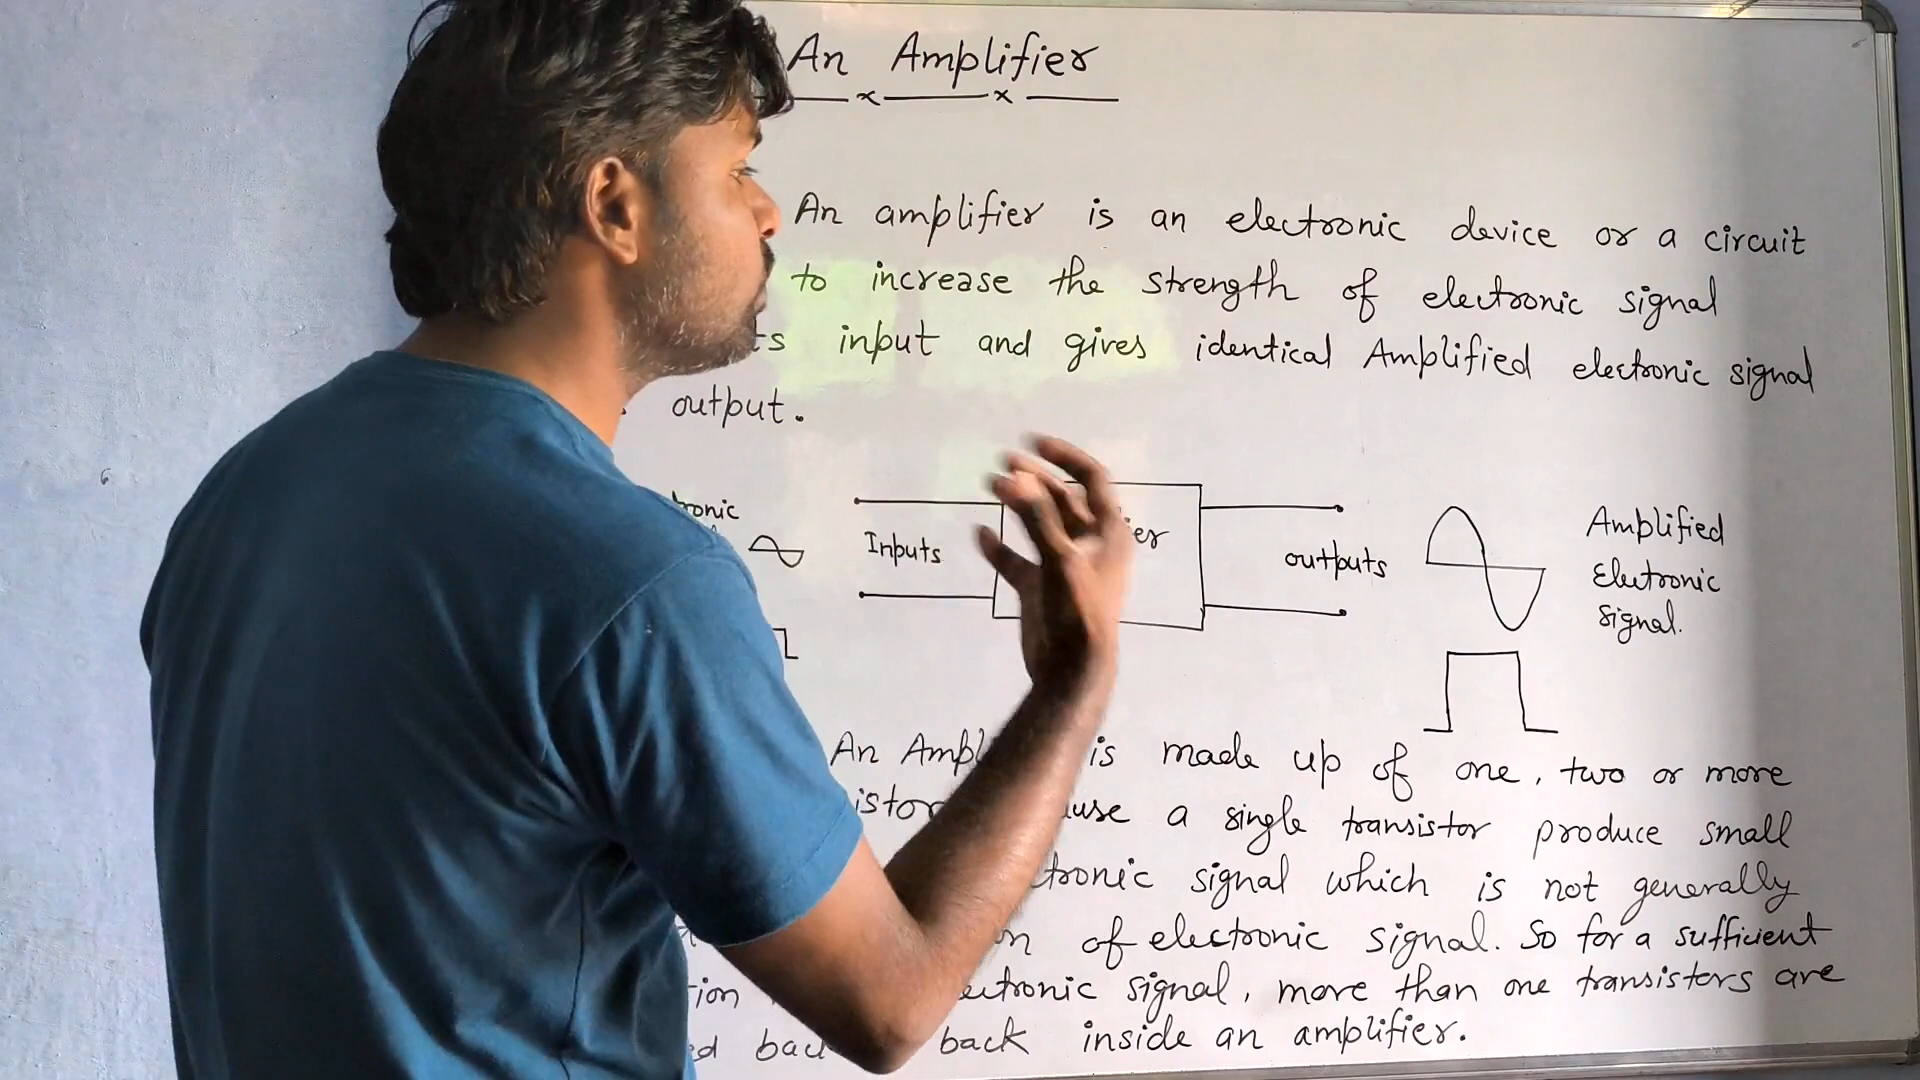 An Amplifier
An amplifier is an electronic device or a circuit
to increase the strength of electronic signal
input and gives identical Amplified electronic signal
output.
Inputs
outputs
Amplified
Electronic
signal.
An is made up of one, two or more
a single transistor produce small
signal which is not generally
of electronic signal. So for a sufficient
signal, more than one transistors are
back inside an amplifier.